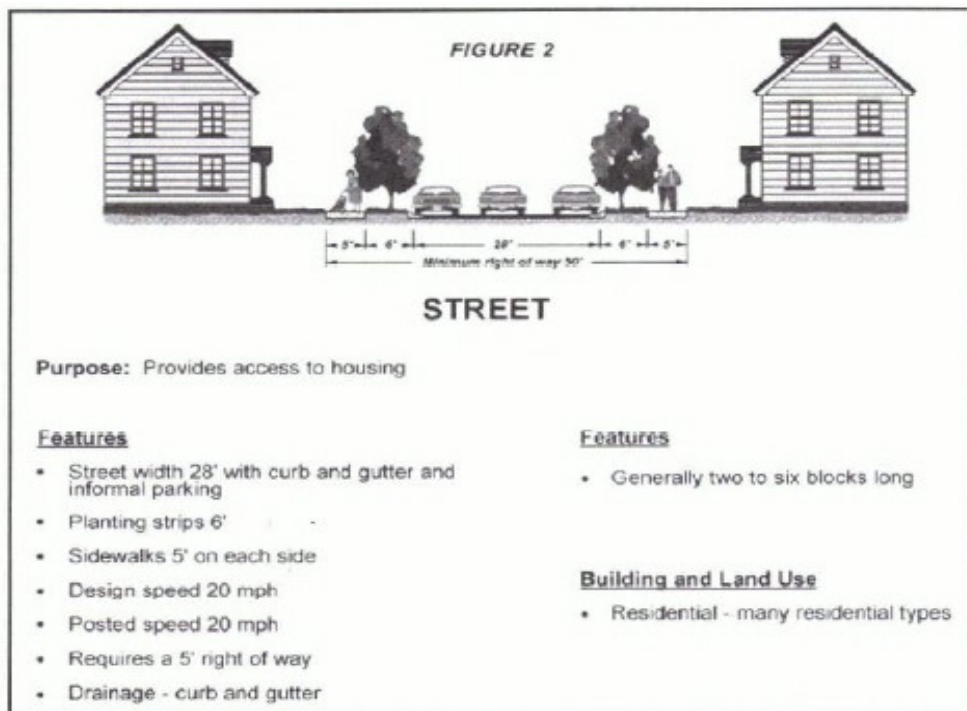 FIGURE 2
5' 6' 28' 6' 5'
Minimum right of way 50'
STREET
Purpose: Provides access to housing
Features
• Street width 28' with curb and gutter and
informal parking
• Planting strips 6'
• Sidewalks 5' on each side
• Design speed 20 mph
• Posted speed 20 mph
• Requires a 5' right of way
• Drainage - curb and gutter
Features
• Generally two to six blocks long
Building and Land Use
• Residential - many residential types